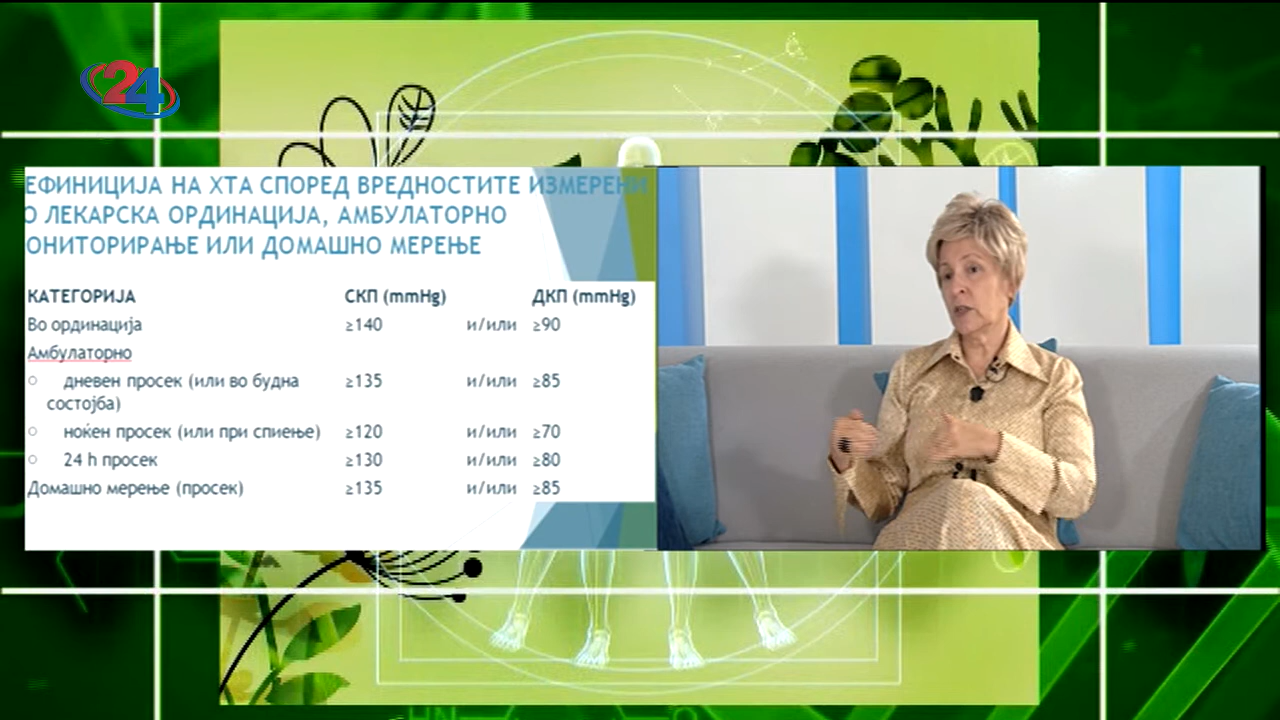 24
ЕФИНИЦИЈА НА ХТА СПОРЕД ВРЕДНОСТИТЕ ИЗМЕРЕНИ
О ЛЕКАРСКА ОРДИНАЦИЈА, АМБУЛАТОРНО
ОНИТОРИРАЊЕ ИЛИ ДОМАШНО МЕРЕЊЕ
КАТЕГОРИЈА СКП (mmHg) ДКП (mmHg)
Во ординација ≥140 и/или ≥90
Амбулаторно
дневен просек (или во будна состојба) ≥135 и/или ≥85
ноќен просек (или при спиење) ≥120 и/или ≥70
24 h просек ≥130 и/или ≥80
Домашно мерење (просек) ≥135 и/или ≥85
HN